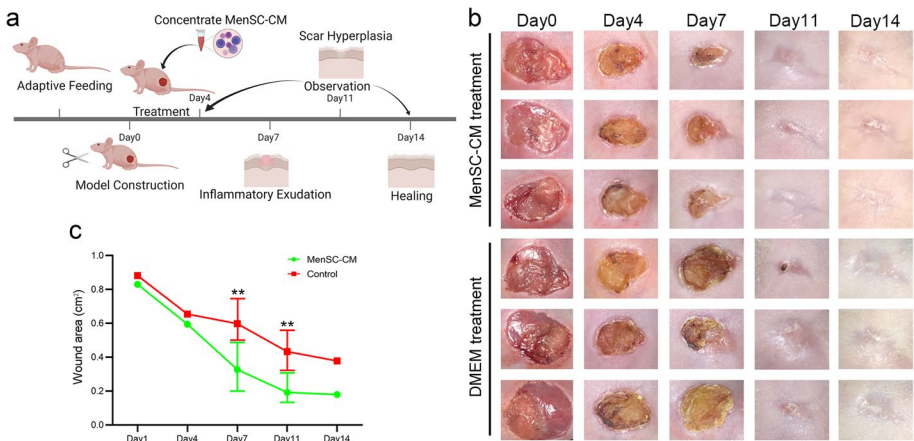 a
Concentrate MenSC-CM
Scar Hyperplasia
Adaptive Feeding
Treatment
Day4
Observation
Day11
Day0
Day7
Day14
Model Construction
Inflammatory Exudation
Healing
b
Day0 Day4 Day7 Day11 Day14
MenSC-CM treatment
DMEM treatment
c
MenSC-CM
Control
Wound area (cm²)
1.0
0.8
0.6
0.4
0.2
0.0
**
**
Day1 Day4 Day7 Day11 Day14